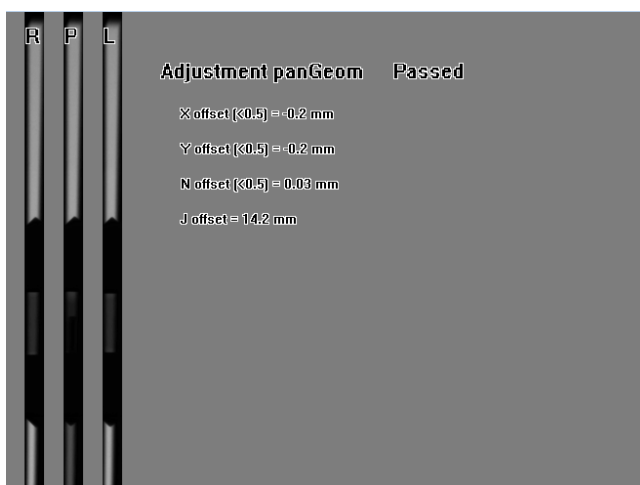 R P L
Adjustment panGeom Passed
X offset (<0.5) = -0.2 mm
Y offset (<0.5) = -0.2 mm
N offset (<0.5) = 0.03 mm
J offset = 14.2 mm